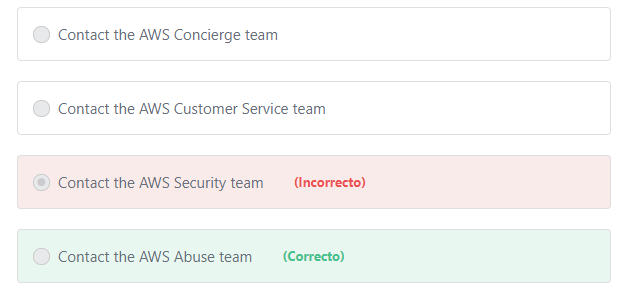 Contact the AWS Concierge team
Contact the AWS Customer Service team
Contact the AWS Security team (Incorrecto)
Contact the AWS Abuse team (Correcto)